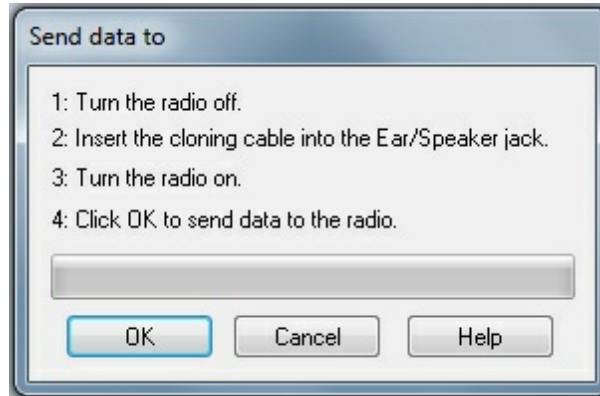 Send data to
1: Turn the radio off.
2: Insert the cloning cable into the Ear/Speaker jack.
3: Turn the radio on.
4: Click OK to send data to the radio.
OK Cancel Help